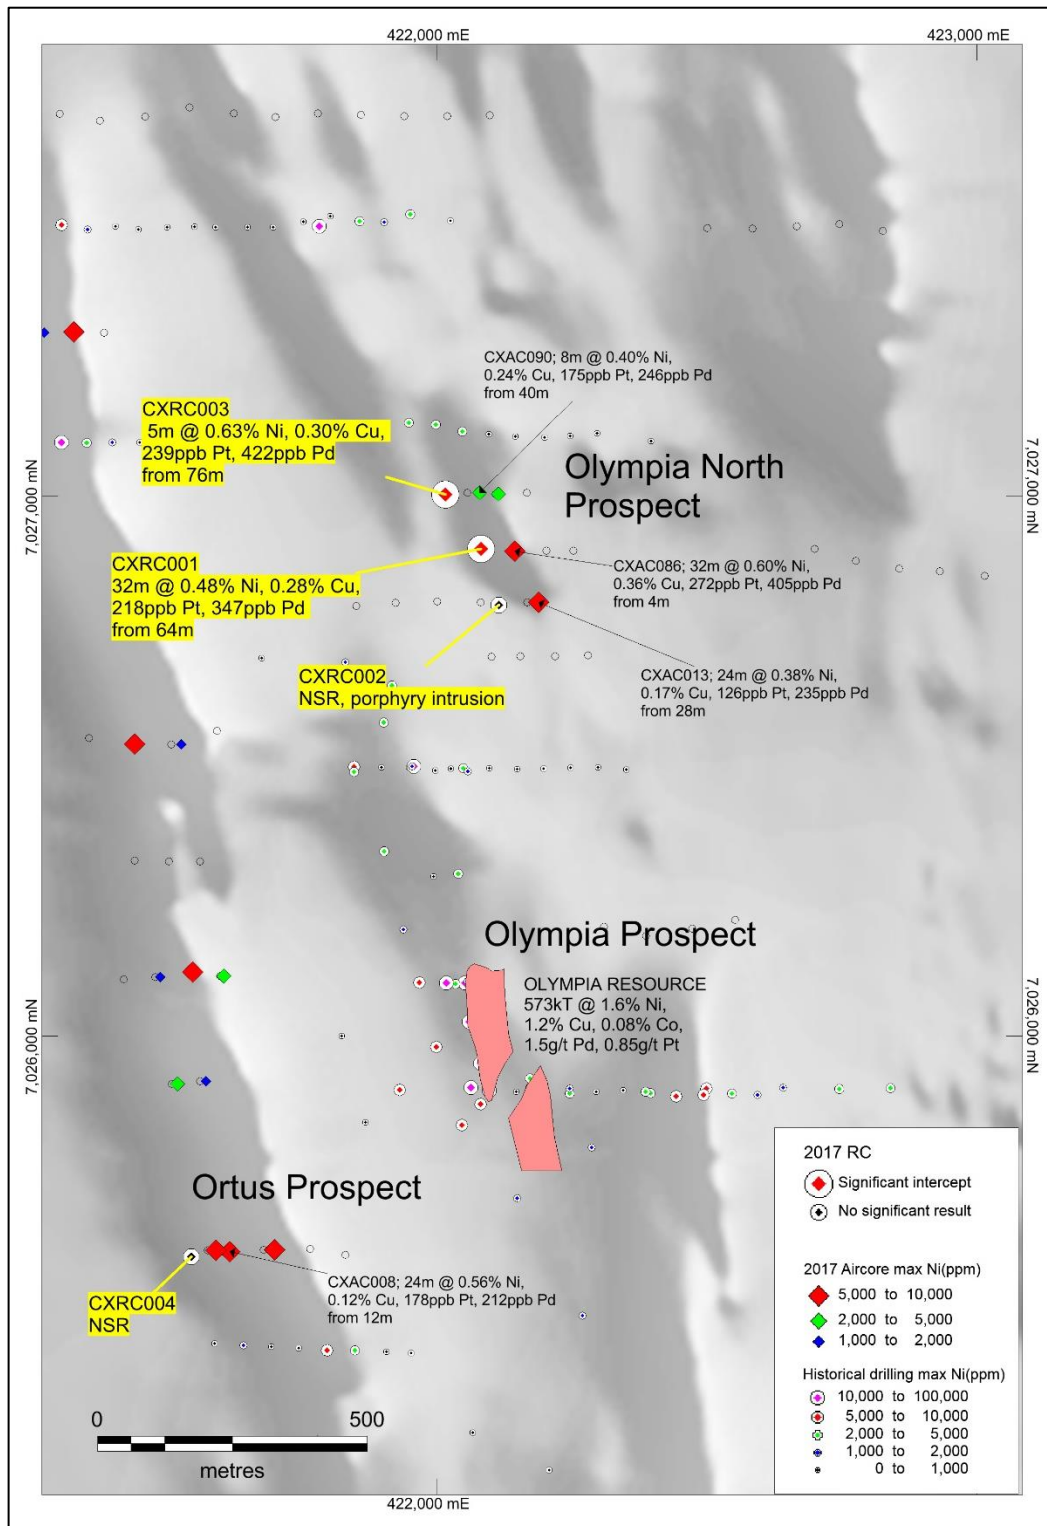 422,000 mE
423,000 mE
CXAC090; 8m @ 0.40% Ni,
0.24% Cu, 175ppb Pt, 246ppb Pd
from 40m
CXRC003
5m @ 0.63% Ni, 0.30% Cu,
239ppb Pt, 422ppb Pd
from 76m
Olympia North
Prospect
7,027,000 mN
7,027,000 mN
CXRC001
32m @ 0.48% Ni, 0.28% Cu,
218ppb Pt, 347ppb Pd
from 64m
CXAC086; 32m @ 0.60% Ni,
0.36% Cu, 272ppb Pt, 405ppb Pd
from 4m
CXRC002
NSR, porphyry intrusion
CXAC013; 24m @ 0.38% Ni,
0.17% Cu, 126ppb Pt, 235ppb Pd
from 28m
Olympia Prospect
OLYMPIA RESOURCE
573kT @ 1.6% Ni,
1.2% Cu, 0.08% Co,
1.5g/t Pd, 0.85g/t Pt
7,026,000 mN
7,026,000 mN
Ortus Prospect
CXRC004
NSR
CXAC008; 24m @ 0.56% Ni,
0.12% Cu, 178ppb Pt, 212ppb Pd
from 12m
2017 RC
Significant intercept
No significant result
2017 Aircore max Ni(ppm)
5,000 to 10,000
2,000 to 5,000
1,000 to 2,000
Historical drilling max Ni(ppm)
10,000 to 100,000
5,000 to 10,000
2,000 to 5,000
1,000 to 2,000
0 to 1,000
0 500
metres
422,000 mE